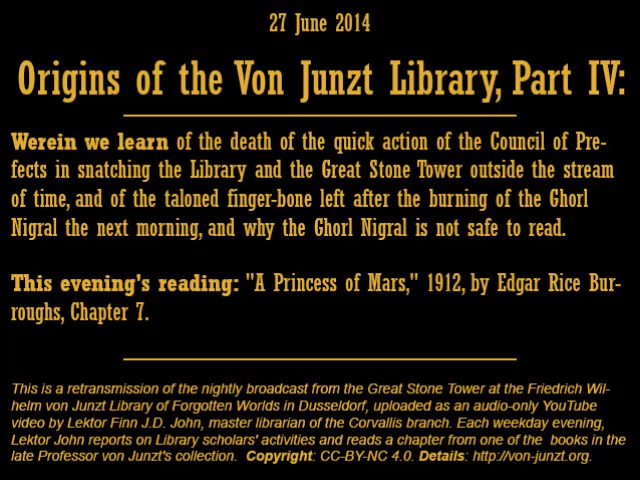 27 June 2014
Origins of the Von Junzt Library, Part IV:
Werein we learn of the death of the quick action of the Council of Pre-
fects in snatching the Library and the Great Stone Tower outside the stream
of time, and of the taloned finger-bone left after the burning of the Ghorl
Nigral the next morning, and why the Ghorl Nigral is not safe to read.
This evening's reading: "A Princess of Mars," 1912, by Edgar Rice Bur-
roughs, Chapter 7.
This is a retransmission of the nightly broadcast from the Great Stone Tower at the Friedrich Wil-
helm von Junzt Library of Forgotten Worlds in Dusseldorf, uploaded as an audio-only YouTube
video by Lektor Finn J.D. John, master librarian of the Corvallis branch. Each weekday evening,
Lektor John reports on Library scholars' activities and reads a chapter from one of the books in the
late Professor von Junzt's collection. Copyright: CC-BY-NC 4.0. Details: http://von-junzt.org.